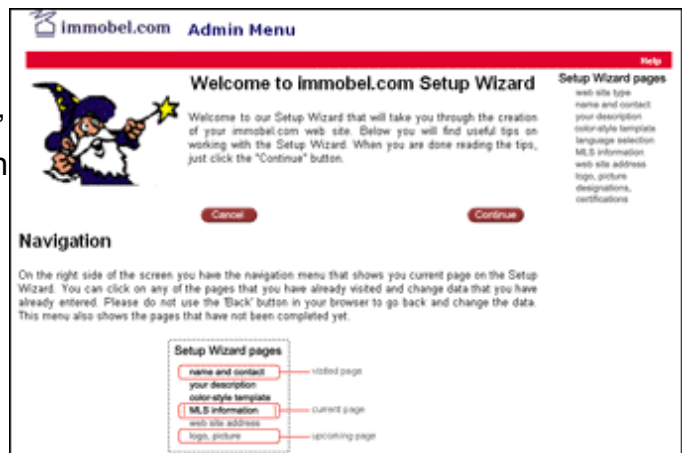 immobel.com Admin Menu
Help
Welcome to immobel.com Setup Wizard
Welcome to our Setup Wizard that will take you through the creation
of your immobel.com web site. Below you will find useful tips on
working with the Setup Wizard. When you are done reading the tips,
just click the "Continue" button.
Cancel
Continue
Setup Wizard pages
web site type
name and contact
your description
color-style template
language selection
MLS information
web site address
logo, picture
designations,
certifications
Navigation
On the right side of the screen you have the navigation menu that shows you current page on the Setup
Wizard. You can click on any of the pages that you have already visited and change data that you have
already entered. Please do not use the 'Back' button in your browser to go back and change the data.
This menu also shows the pages that have not been completed yet.
Setup Wizard pages
name and contact
visited page
your description
color-style template
MLS information
current page
web site address
logo, picture
upcoming page